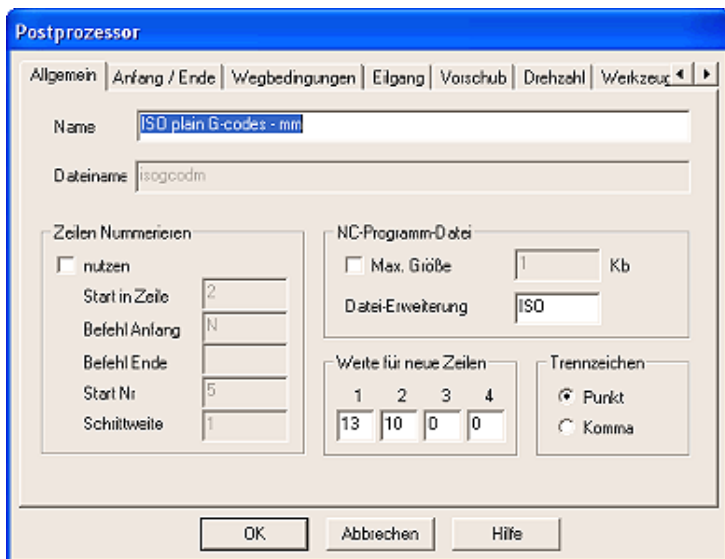 Postprozessor
Allgemein Anfang / Ende Wegbedingungen Eilgang Vorschub Drehzahl Werkzeug
Name ISO plain G-codes - mm
Dateiname isogcodm
Zeilen Nummerieren
nutzen
Start in Zeile 2
Befehl Anfang N
Befehl Ende
Start Nr 5
Schrittweite 1
NC-Programm-Datei
Max. Größe 1 Kb
Datei-Erweiterung ISO
Werte für neue Zeilen
1 2 3 4
13 10 0 0
Trennzeichen
Punkt
Komma
OK Abbrechen Hilfe